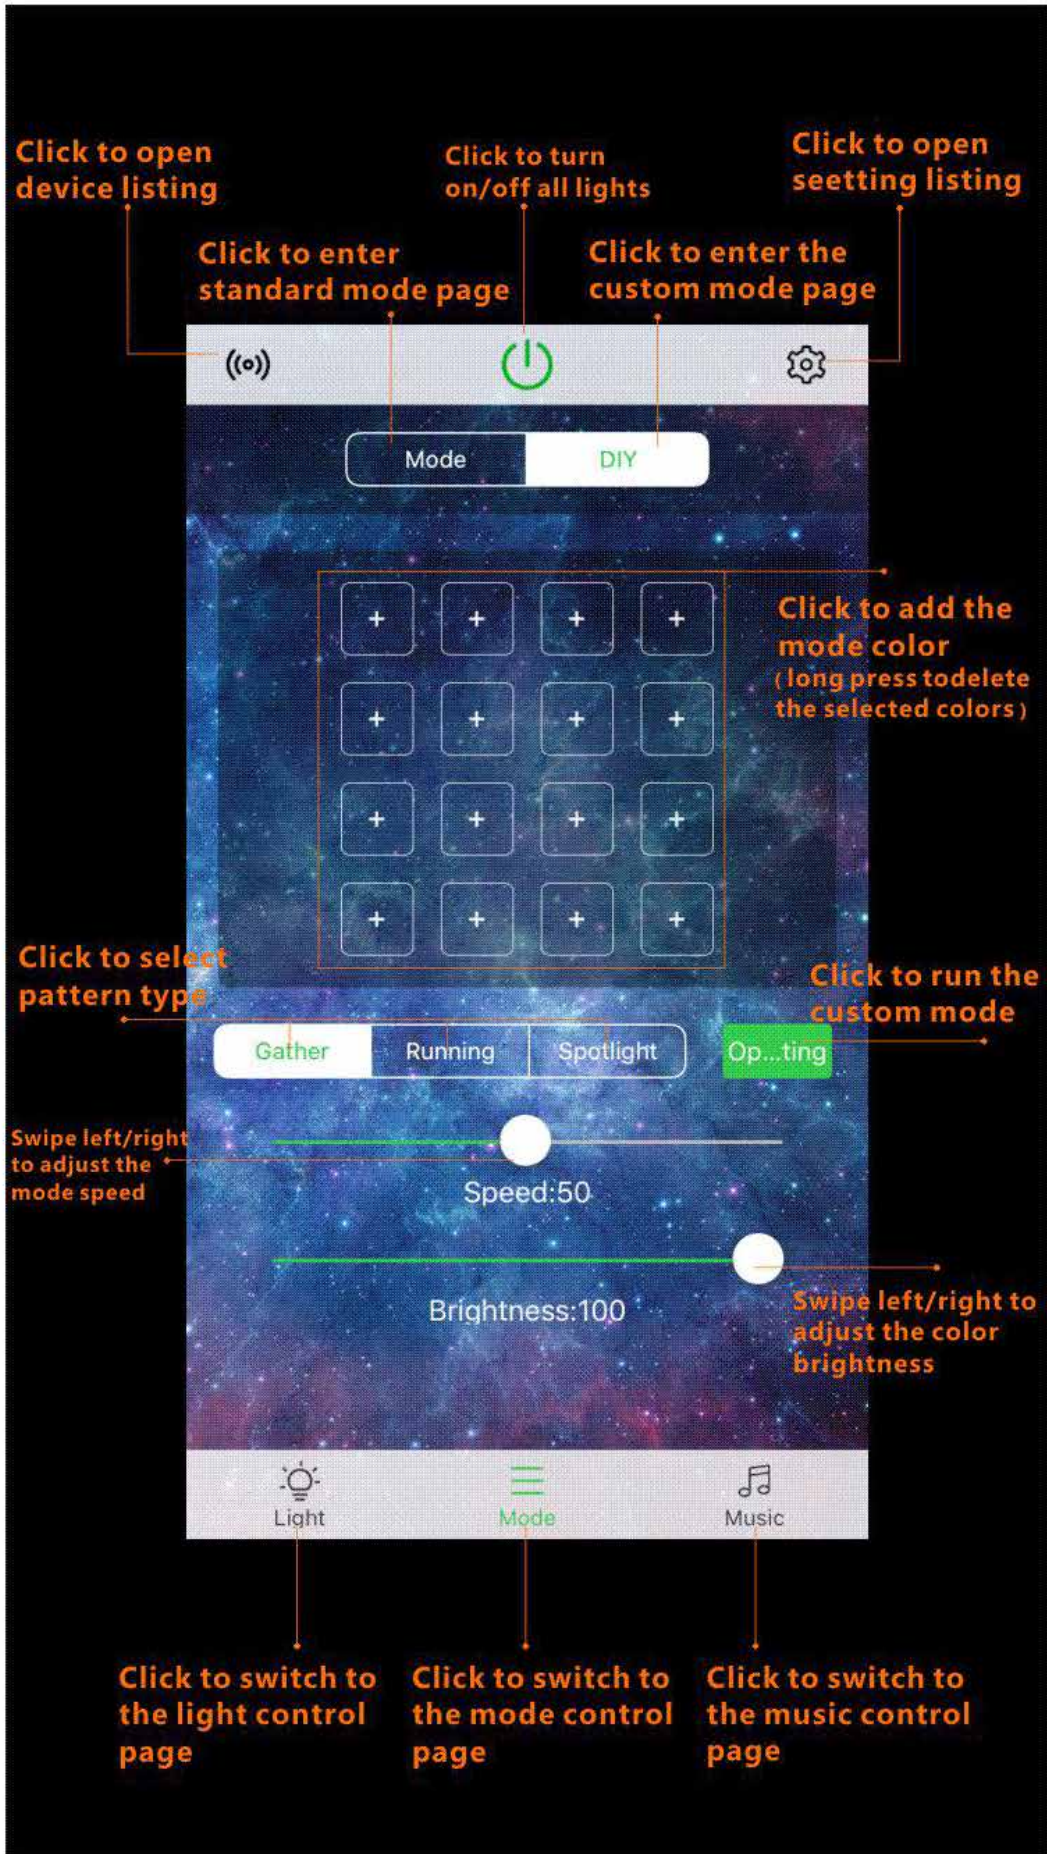 Click to open
device listing
Click to turn
on/off all lights
Click to open
seetting listing
Click to enter
standard mode page
Click to enter the
custom mode page
Mode
DIY
+ + + +
Click to add the
mode color
(long press todelete
the selected colors)
+ + + +
+ + + +
+ + + +
Click to select
pattern type
Click to run the
custom mode
Gather
Running
Spotlight
Op...ting
Swipe left/right
to adjust the
mode speed
Speed:50
Brightness:100
Swipe left/right to
adjust the color
brightness
Light
Mode
Music
Click to switch to
the light control
page
Click to switch to
the mode control
page
Click to switch to
the music control
page